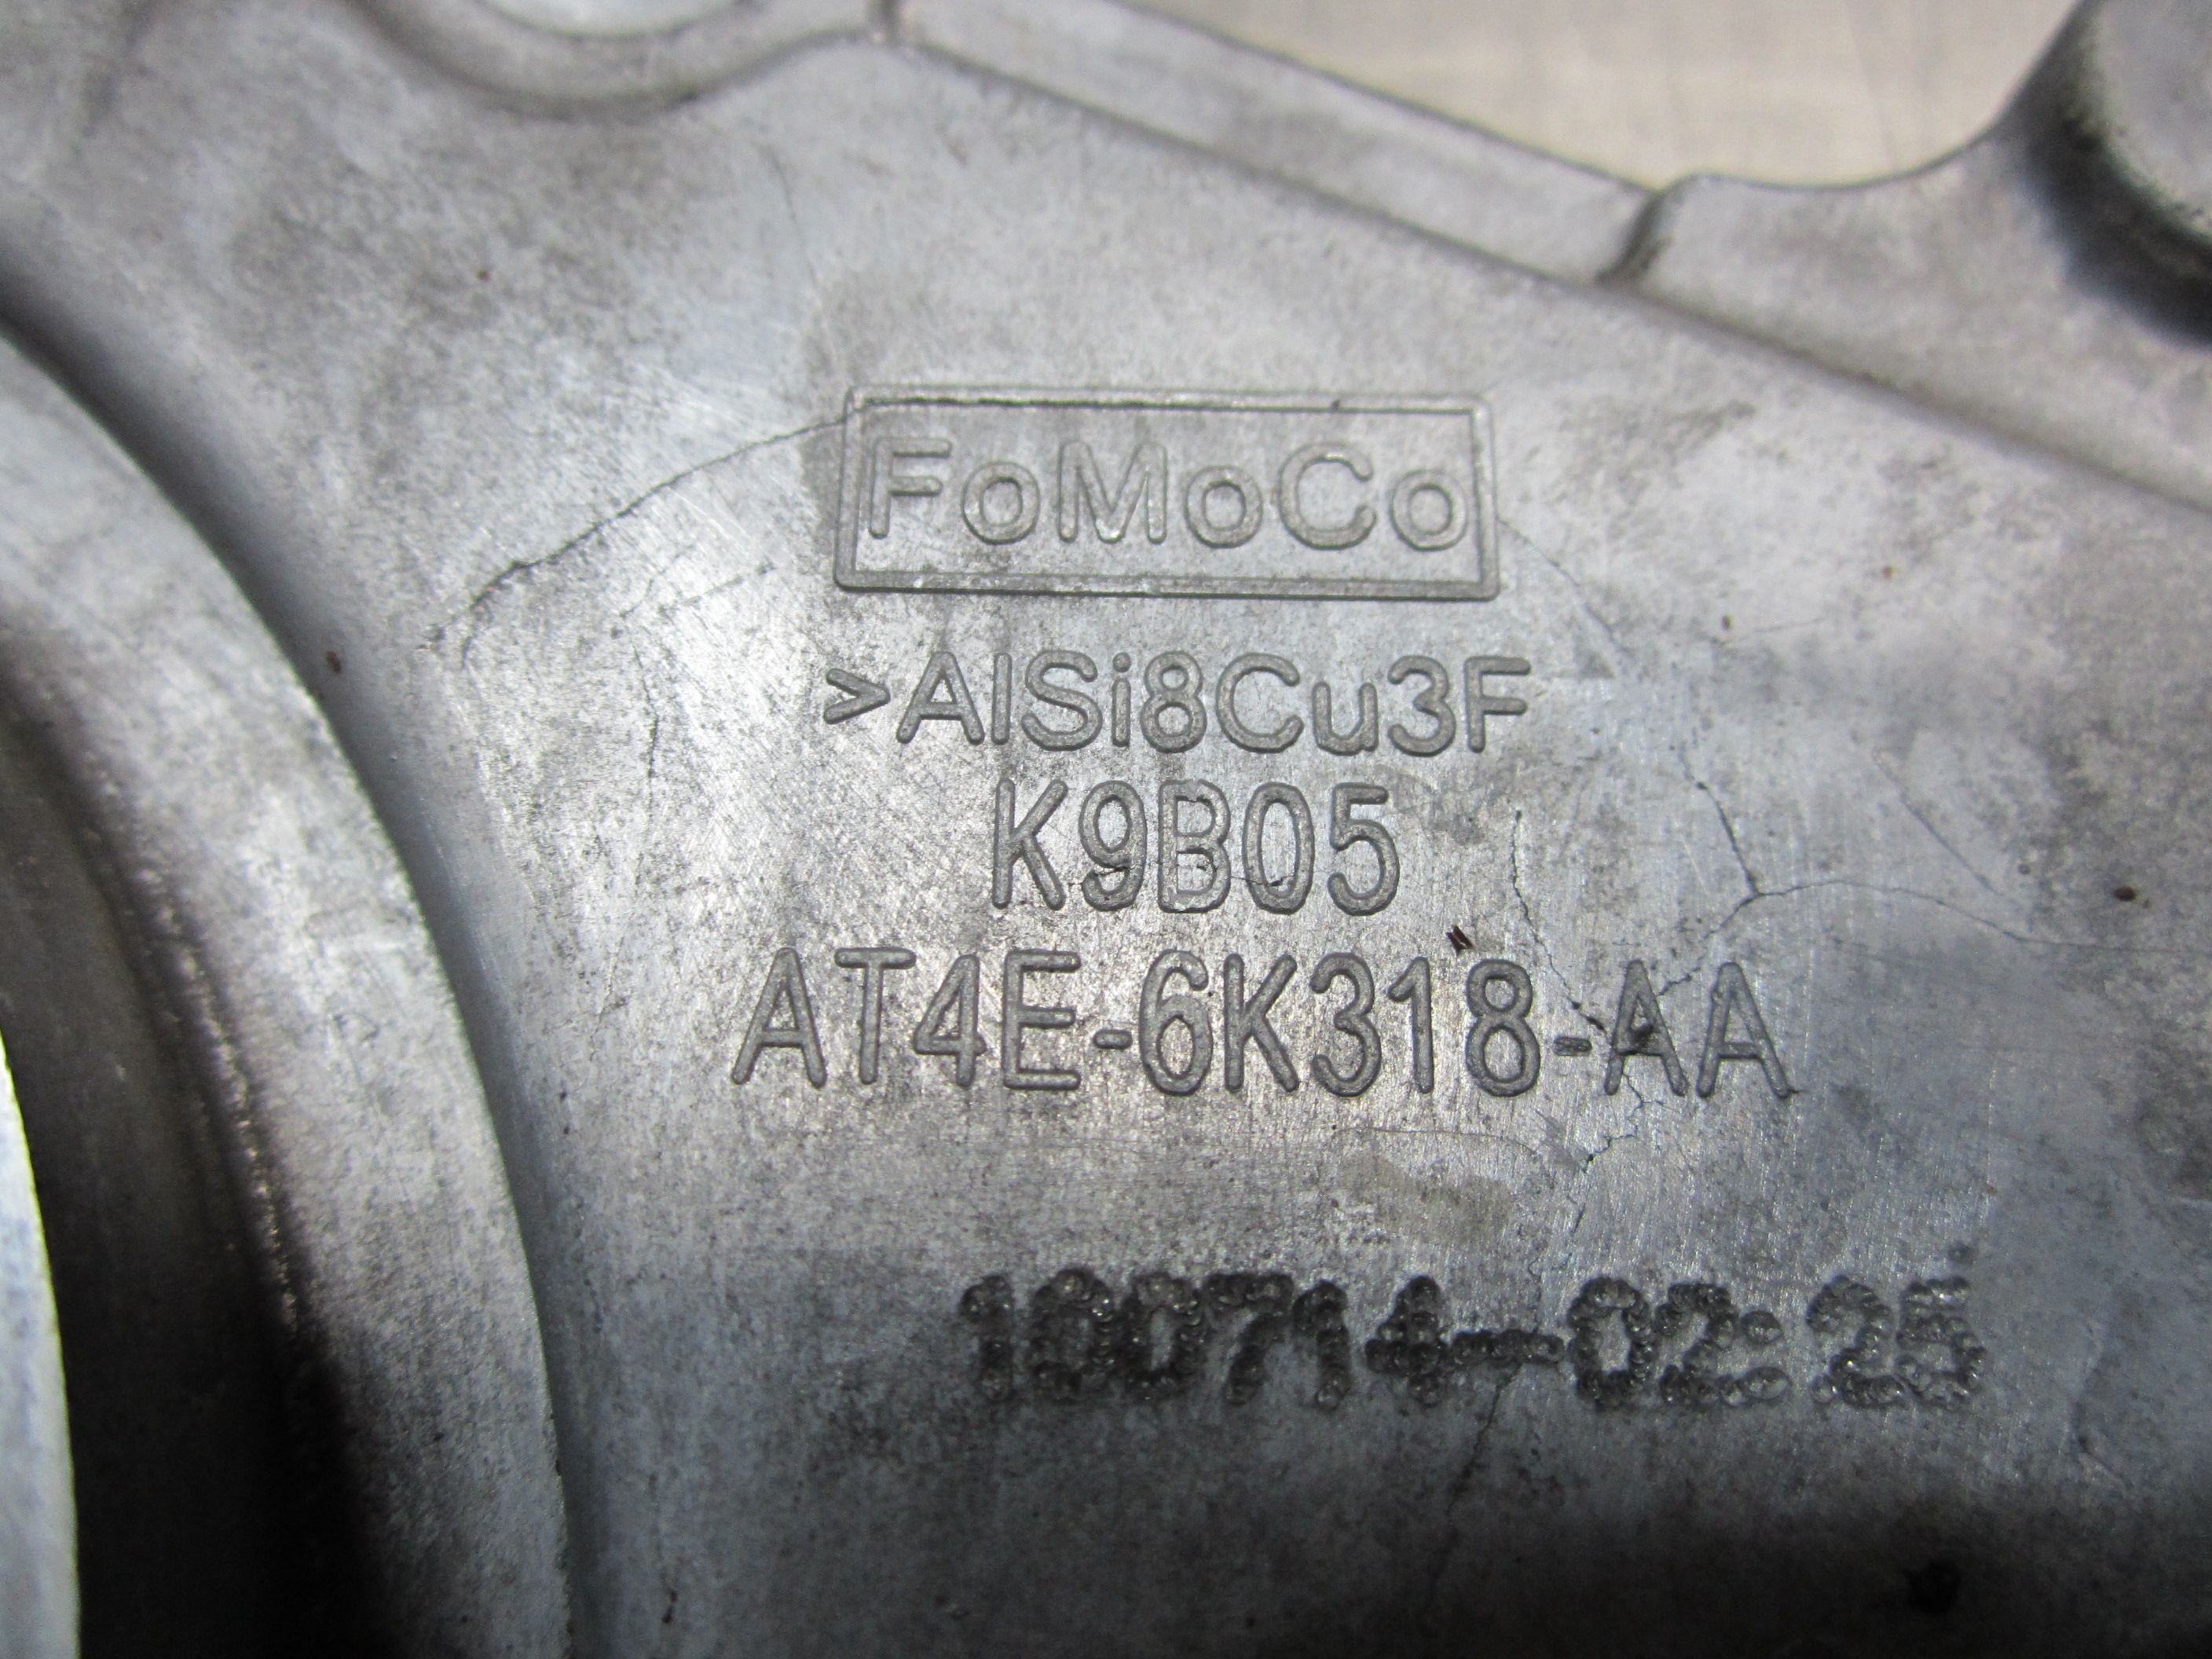 FoMoCo
>AlSi8Cu3F
K9B05
AT4E-6K318-AA
100714-02:25